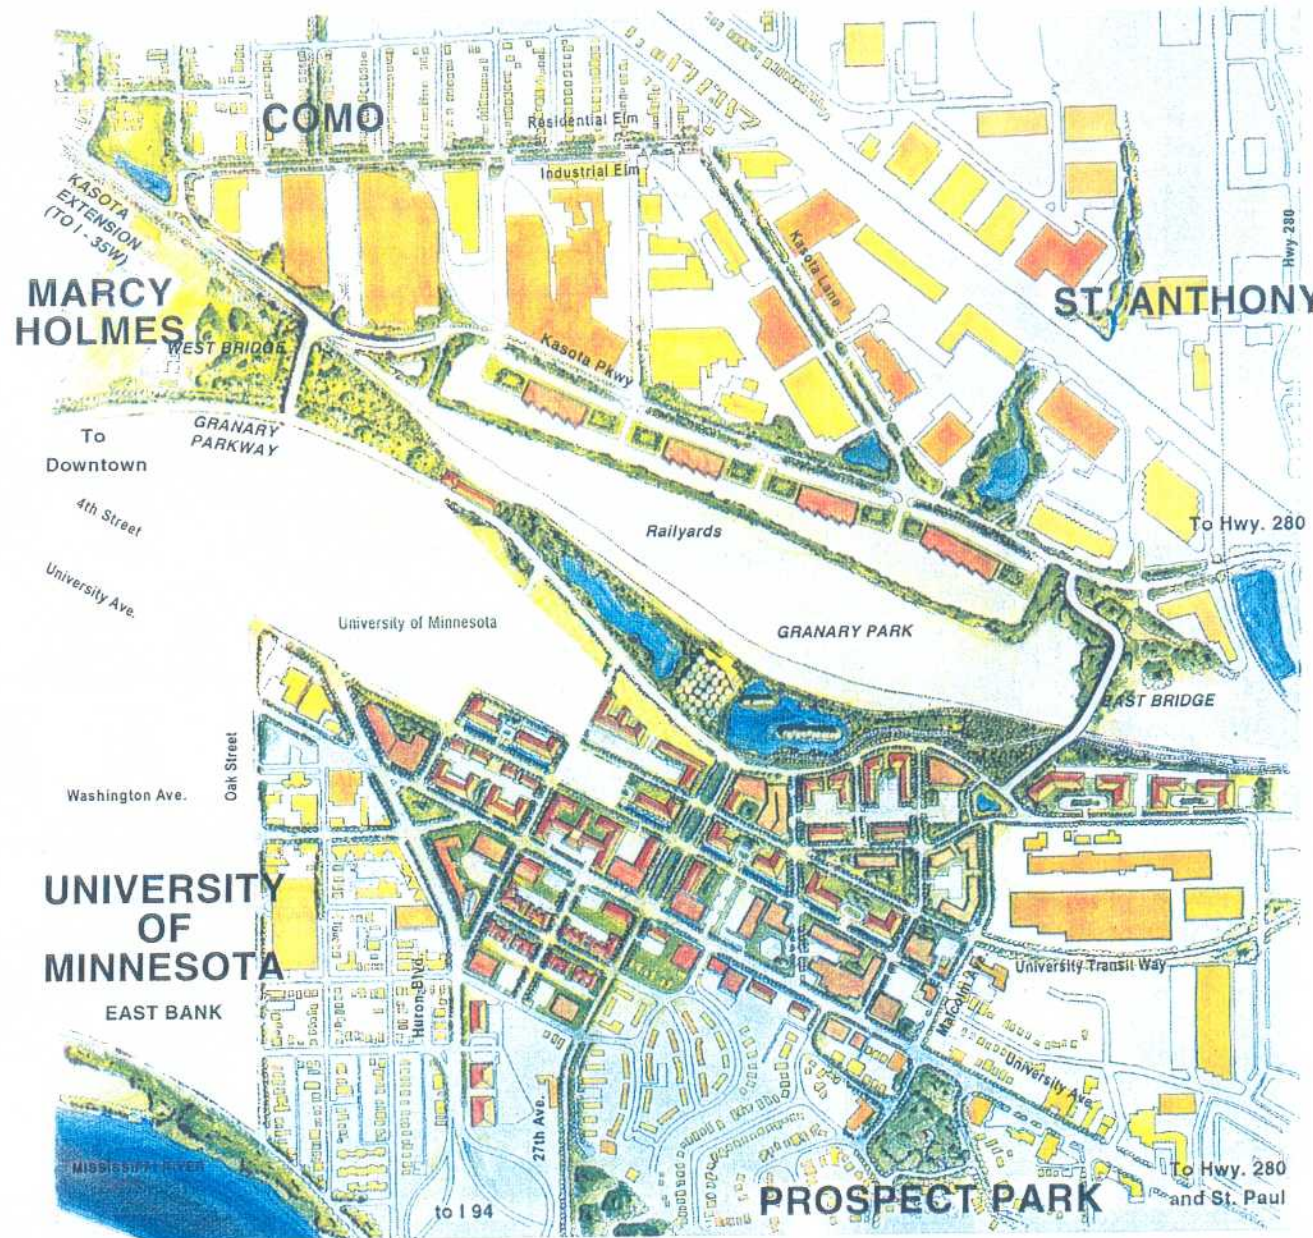 COMO
Residential Elm
Industrial Elm
KASOTA
EXTENSION
(TO I - 35W)
Kasota Lane
Hwy 280
MARCY
HOLMES
ST. ANTHONY
WEST BRIDGE
Kasota Pkwy
GRANARY
PARKWAY
To
Downtown
4th Street
University Ave.
Railyards
To Hwy. 280
University of Minnesota
GRANARY PARK
EAST BRIDGE
Oak Street
Washington Ave.
UNIVERSITY
OF
MINNESOTA
EAST BANK
Huron Blvd.
University Transit Way
Malcolm Ave.
University Ave.
27th Ave.
MISSISSIPPI RIVER
to I 94
PROSPECT PARK
To Hwy. 280
and St. Paul